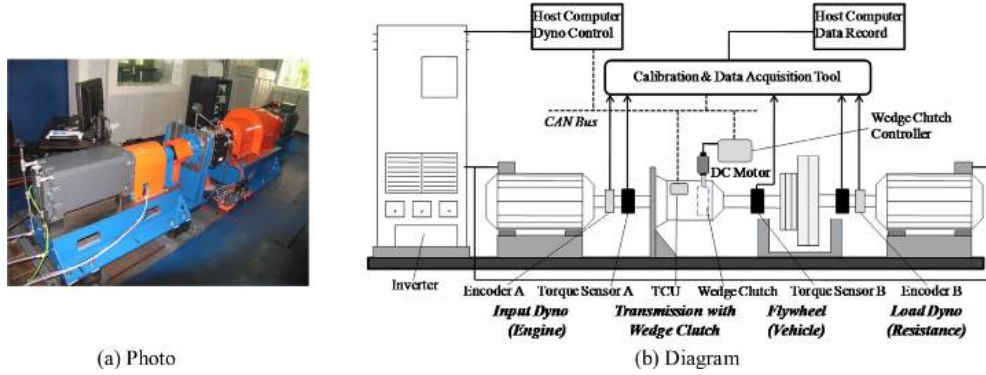 Host Computer
Dyno Control
Host Computer
Data Record
Calibration & Data Acquisition Tool
CAN Bus
Wedge Clutch
Controller
DC Motor
Inverter
Encoder A
Torque Sensor A
TCU
Wedge Clutch
Torque Sensor B
Encoder B
Input Dyno
(Engine)
Transmission with
Wedge Clutch
Flywheel
(Vehicle)
Load Dyno
(Resistance)
(a) Photo
(b) Diagram